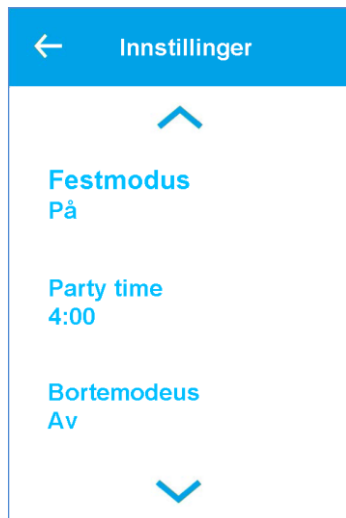 Innstillinger
Festmodus
På
Party time
4:00
Bortemodeus
Av